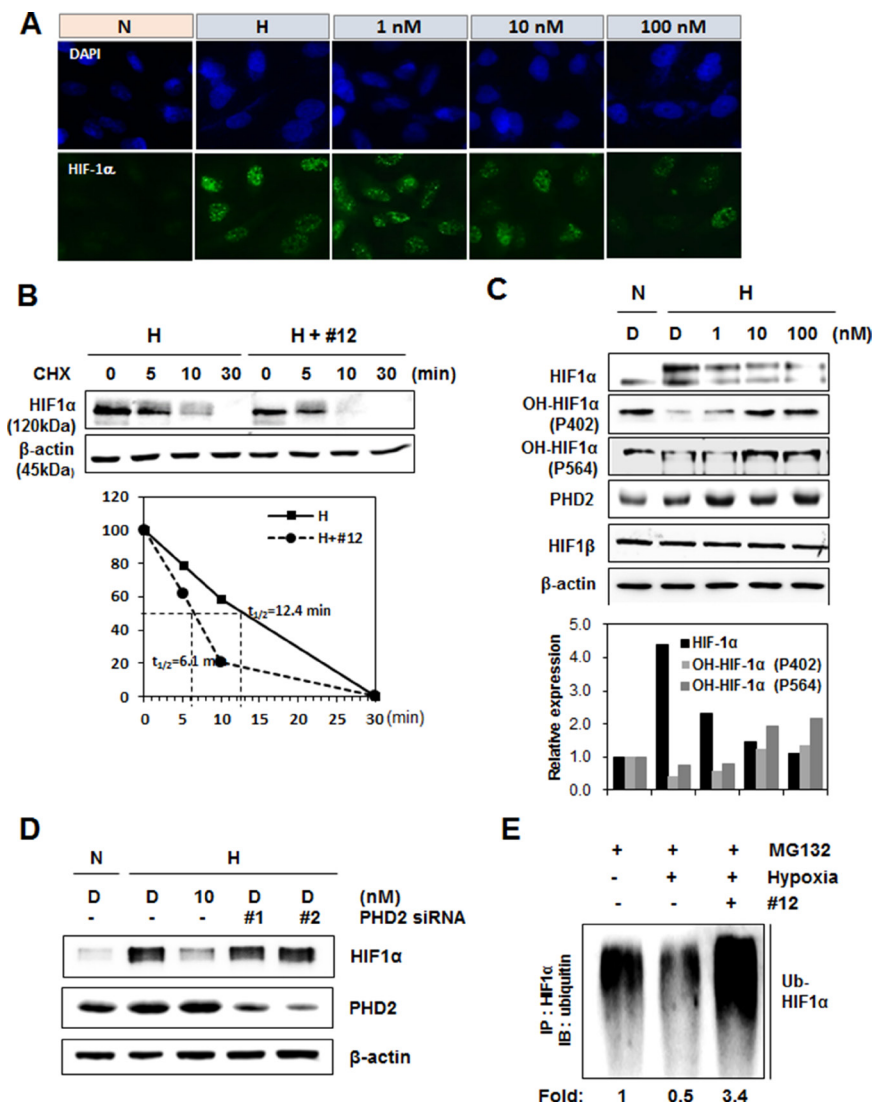 A
N H 1 nM 10 nM 100 nM
DAPI
HIF-1α
B
H H + #12
CHX 0 5 10 30 0 5 10 30 (min)
HIF1α
(120kDa)
β-actin
(45kDa)
120
100
80
60
40
20
0
H
H+#12
t1/2=12.4 min
t1/2=6.1 m
0 5 10 15 20 25 30 (min)
C
N H
D D 1 10 100 (nM)
HIF1α
OH-HIF1α
(P402)
OH-HIF1α
(P564)
PHD2
HIF1β
β-actin
Relative expression
5.0
4.0
3.0
2.0
1.0
0.0
HIF-1α
OH-HIF-1α (P402)
OH-HIF-1α (P564)
D
N H
D D 10 D D (nM)
- - - #1 #2 PHD2 siRNA
HIF1α
PHD2
β-actin
E
+ + + MG132
- + + Hypoxia
- - + #12
IP : HIF1α
IB : ubiquitin
Ub-
HIF1α
Fold: 1 0.5 3.4